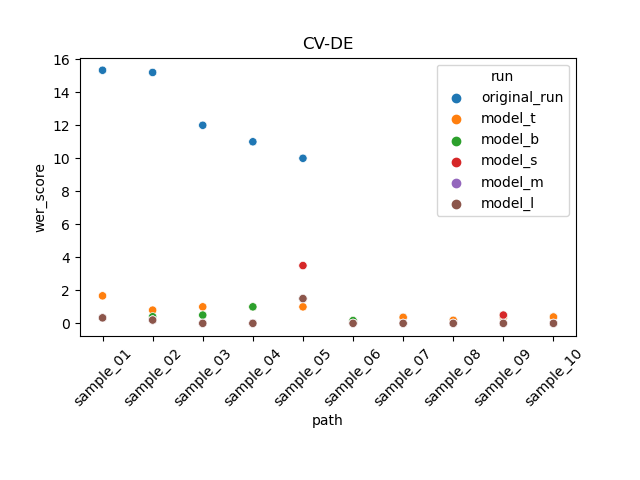 CV-DE
wer_score
16
14
12
10
8
6
4
2
0
run
original_run
model_t
model_b
model_s
model_m
model_l
sample_01
sample_02
sample_03
sample_04
sample_05
sample_06
sample_07
sample_08
sample_09
sample_10
path